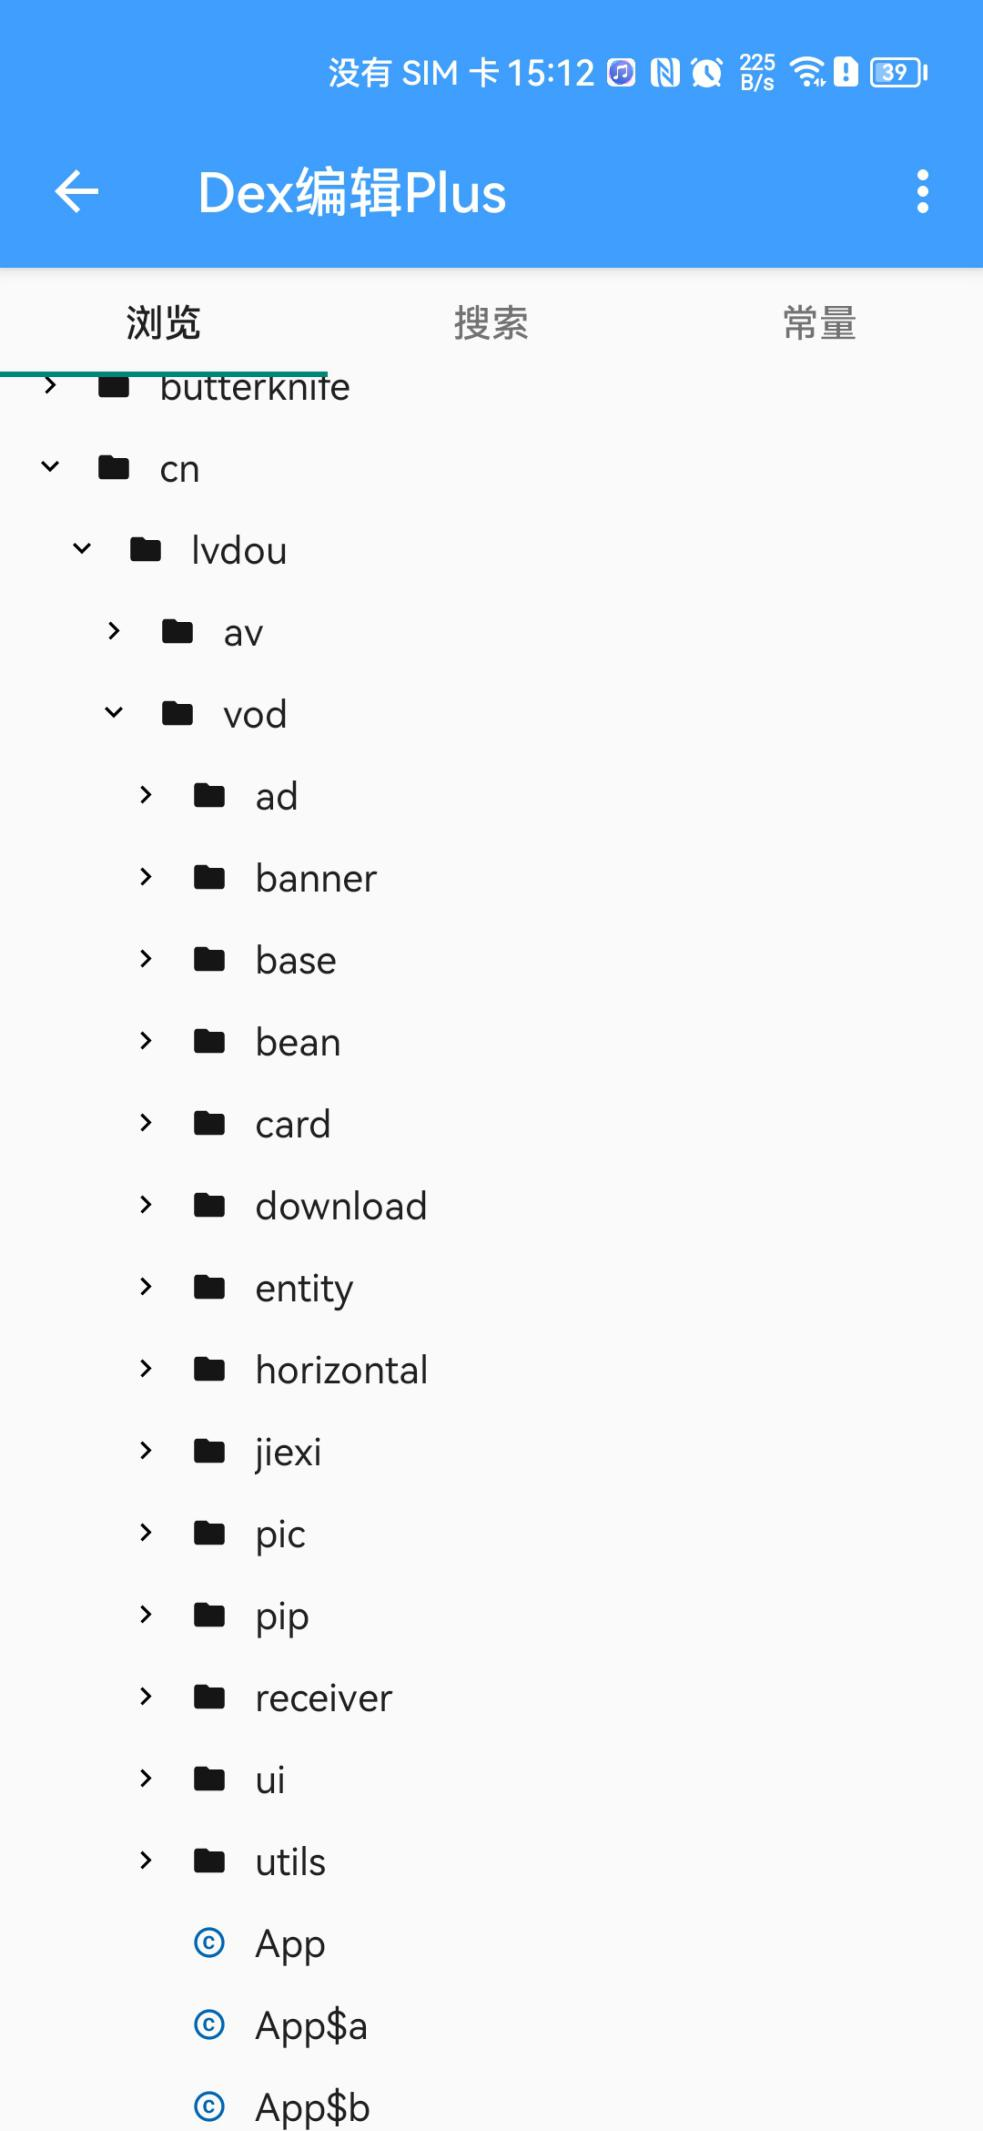 没有 SIM 卡 15:12 225 B/s 39
Dex编辑Plus
浏览 搜索 常量
butterknife
cn
lvdou
av
vod
ad
banner
base
bean
card
download
entity
horizontal
jiexi
pic
pip
receiver
ui
utils
App
App$a
App$b